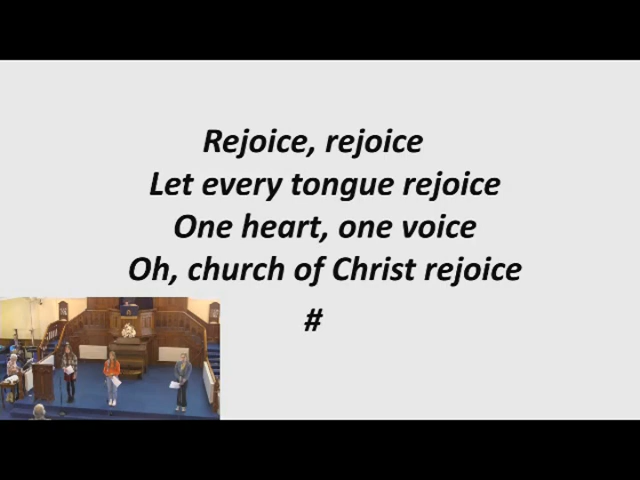 Rejoice, rejoice
Let every tongue rejoice
One heart, one voice
Oh, church of Christ rejoice
#